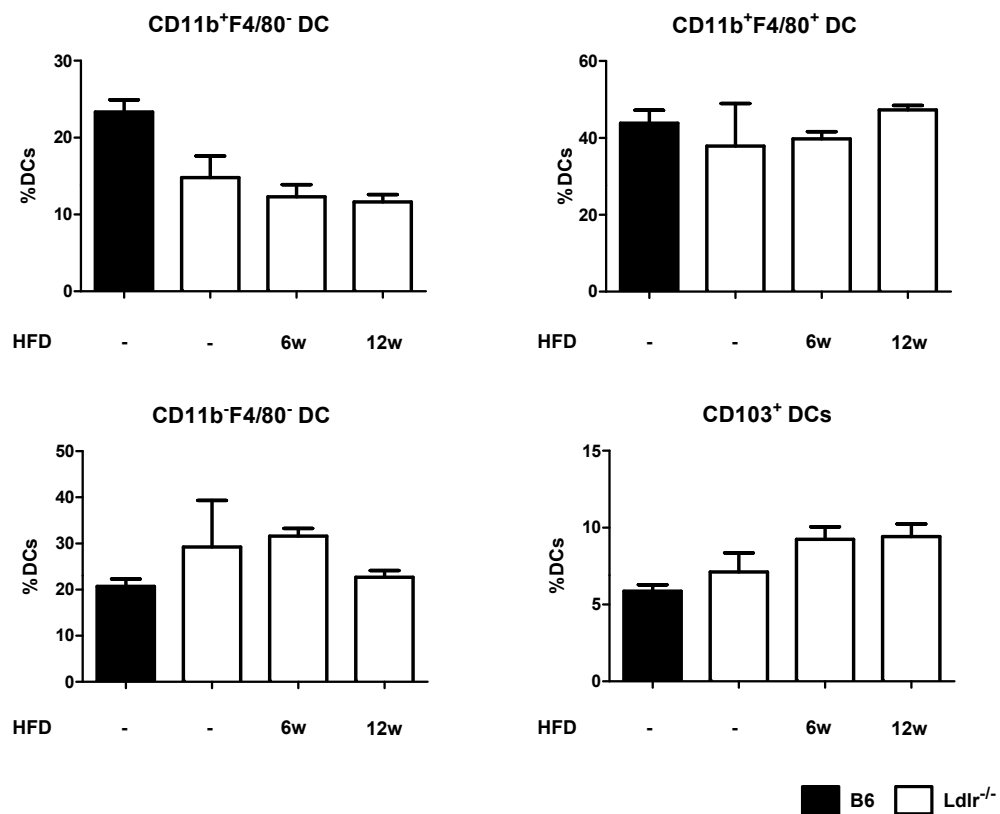 CD11b⁺F4/80⁻ DC
30
20
10
0
%DCs
HFD - - 6w 12w
CD11b⁺F4/80⁺ DC
60
40
20
0
%DCs
HFD - - 6w 12w
CD11b⁻F4/80⁻ DC
50
40
30
20
10
0
%DCs
HFD - - 6w 12w
CD103⁺ DCs
15
10
5
0
%DCs
HFD - - 6w 12w
B6 Ldlr⁻/⁻